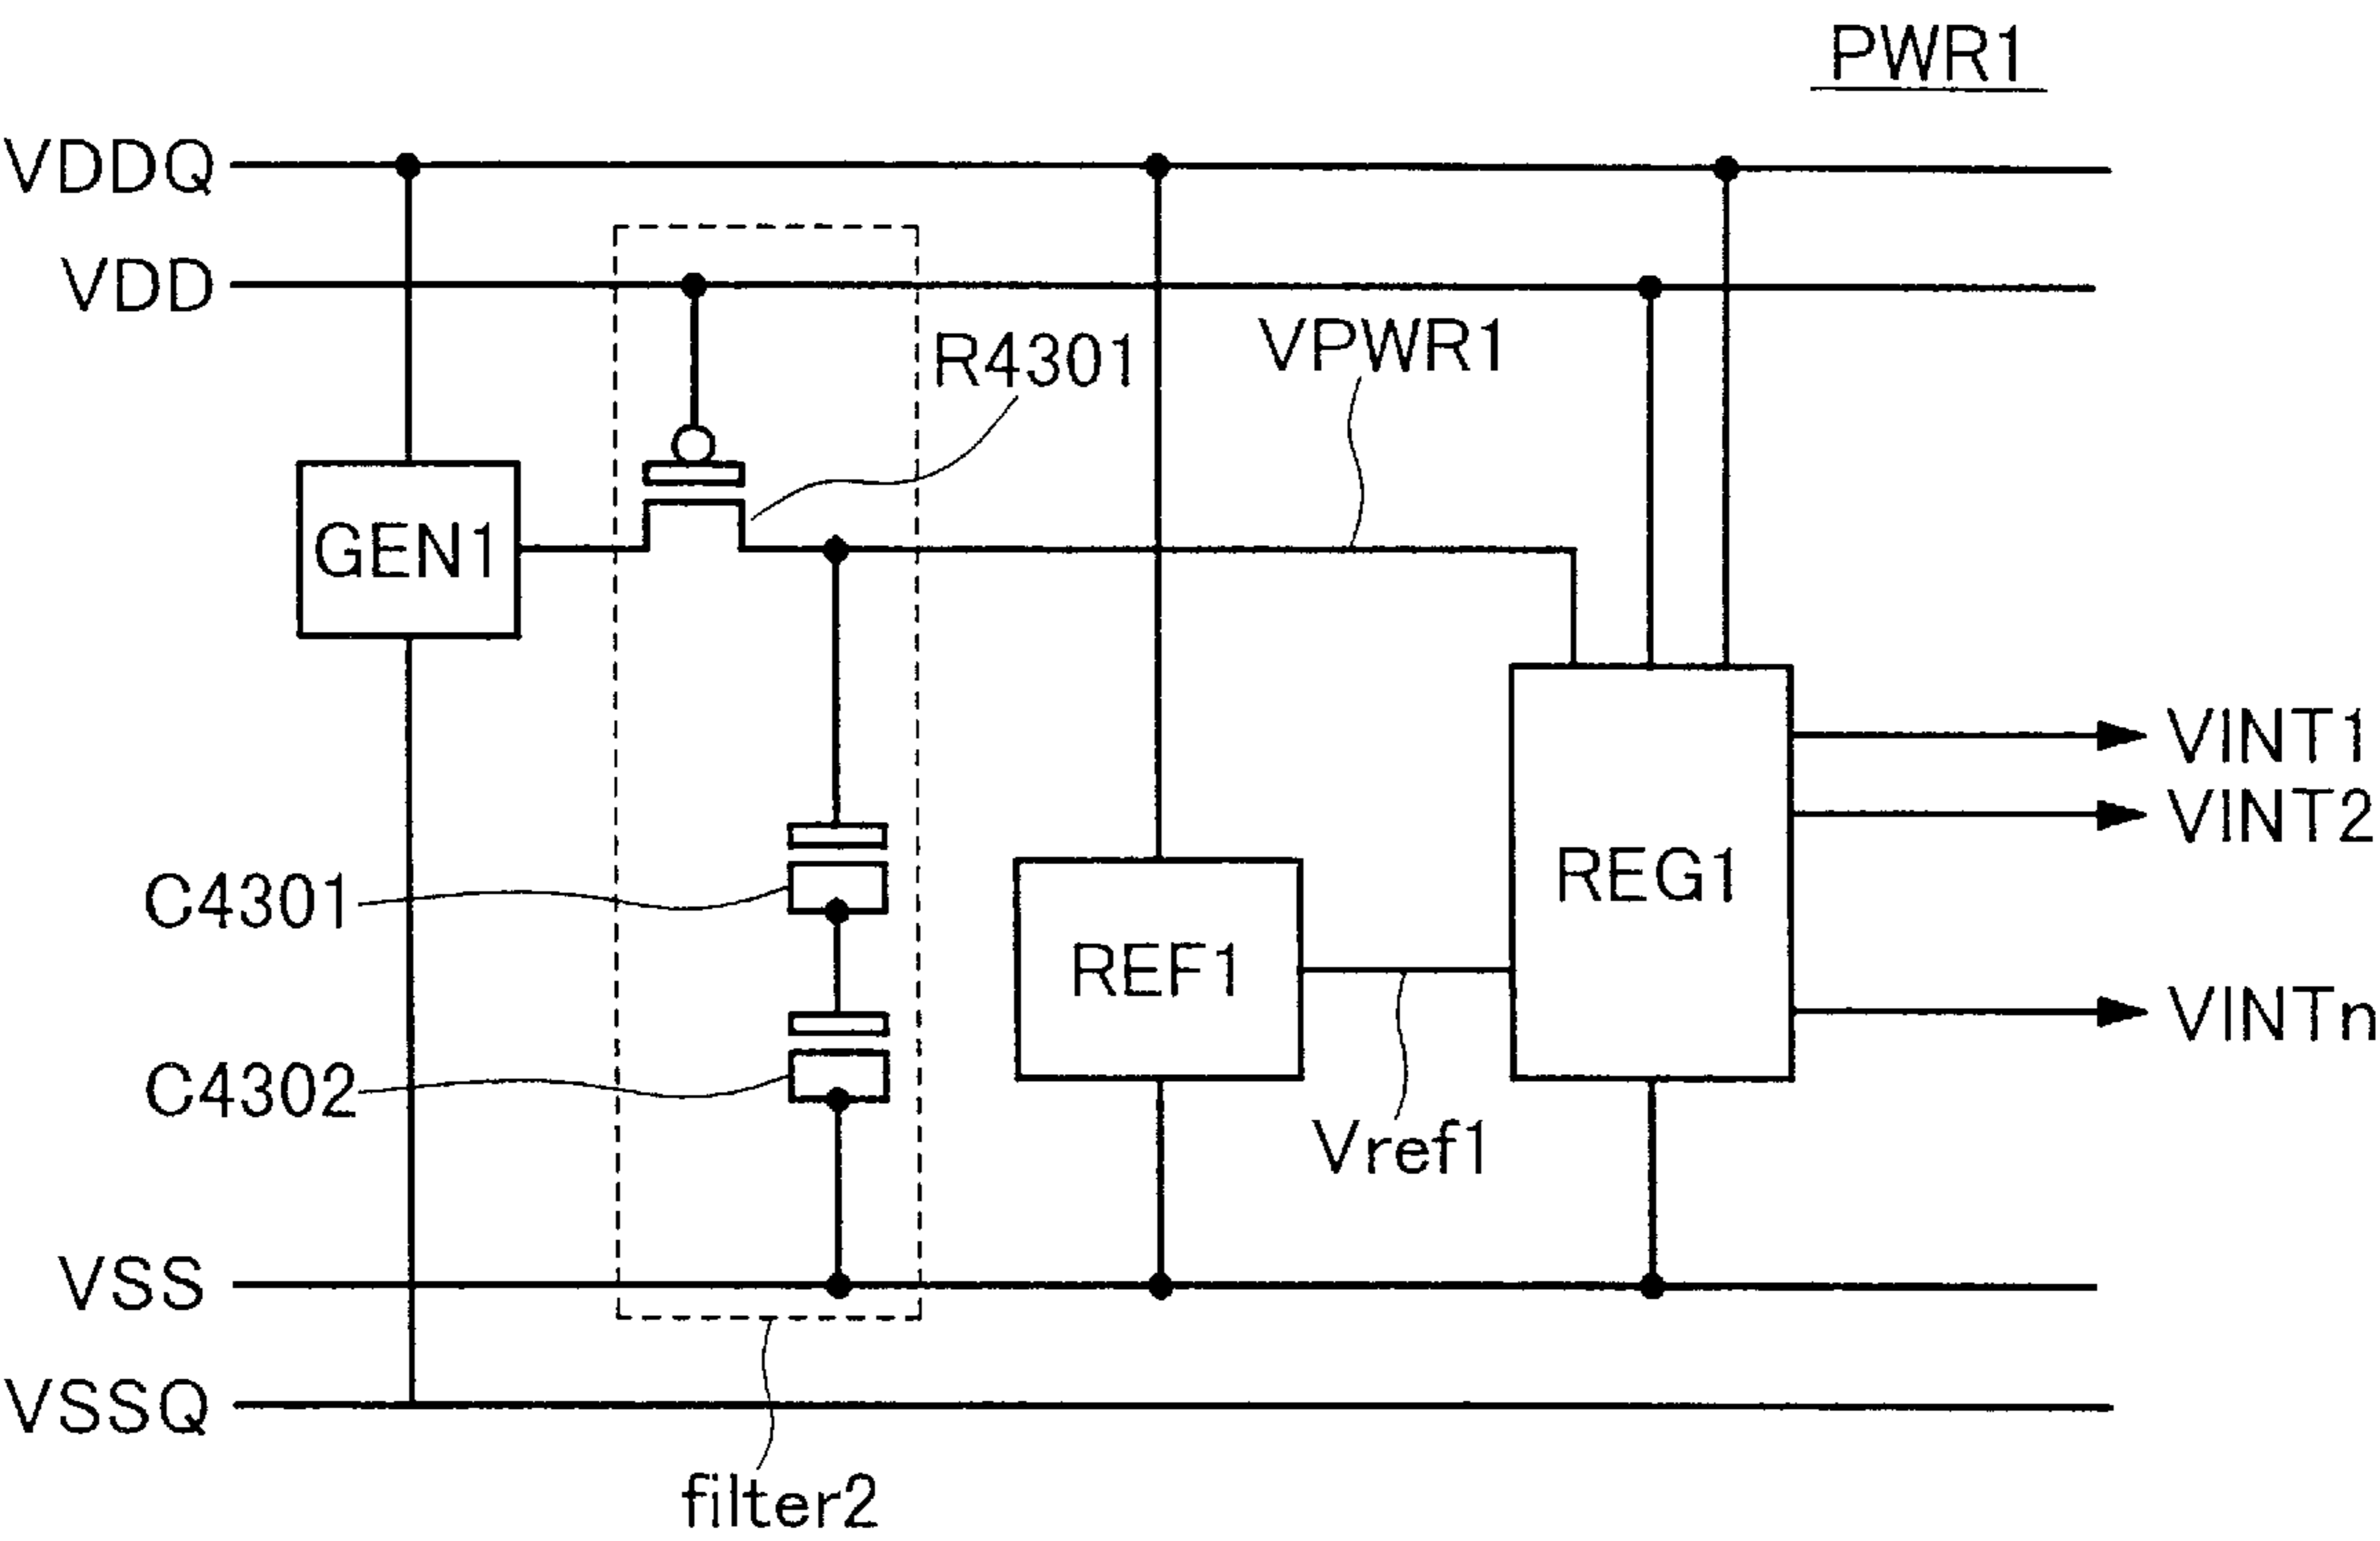 PWR1
VDDQ
VDD
R4301
VPWR1
GEN1
VINT1
VINT2
REG1
C4301
REF1
VINTn
C4302
Vref1
VSS
VSSQ
filter2